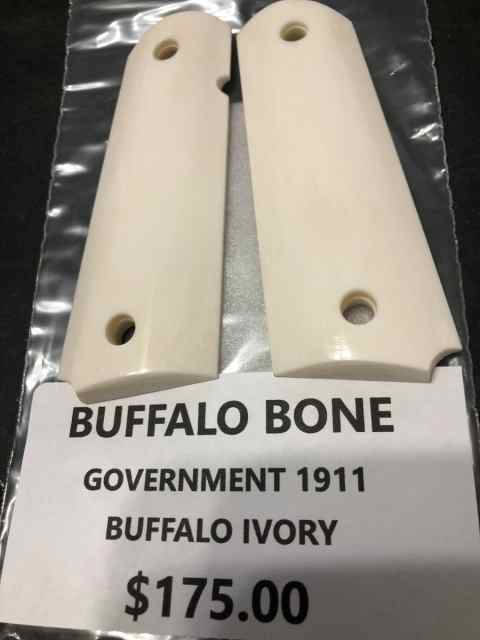 BUFFALO BONE
GOVERNMENT 1911
BUFFALO IVORY
$175.00